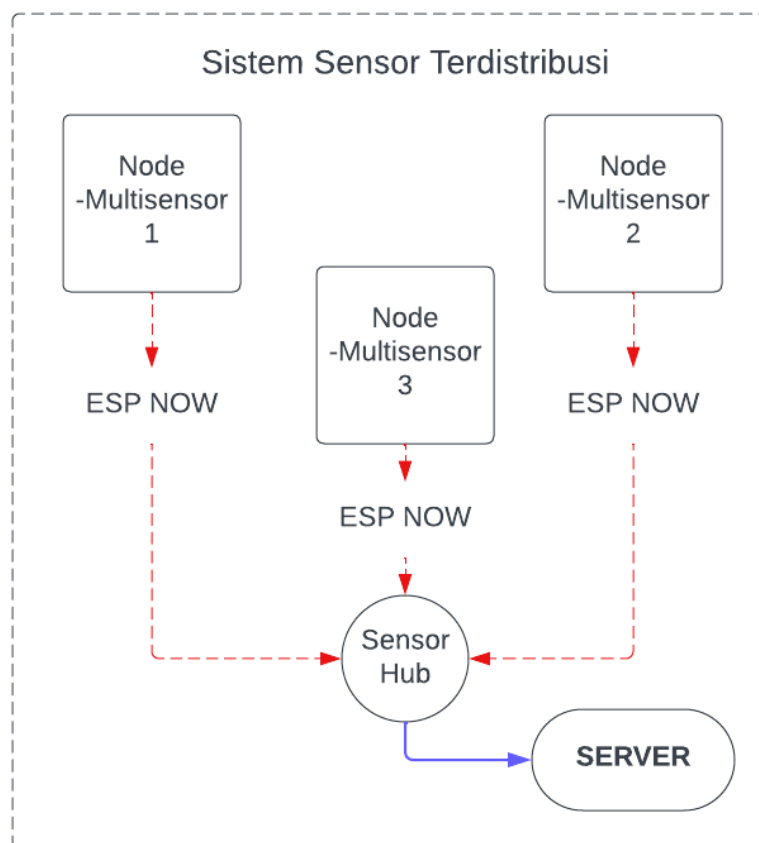 Sistem Sensor Terdistribusi
Node
-Multisensor
1
Node
-Multisensor
2
Node
-Multisensor
3
ESP NOW
ESP NOW
ESP NOW
Sensor
Hub
SERVER